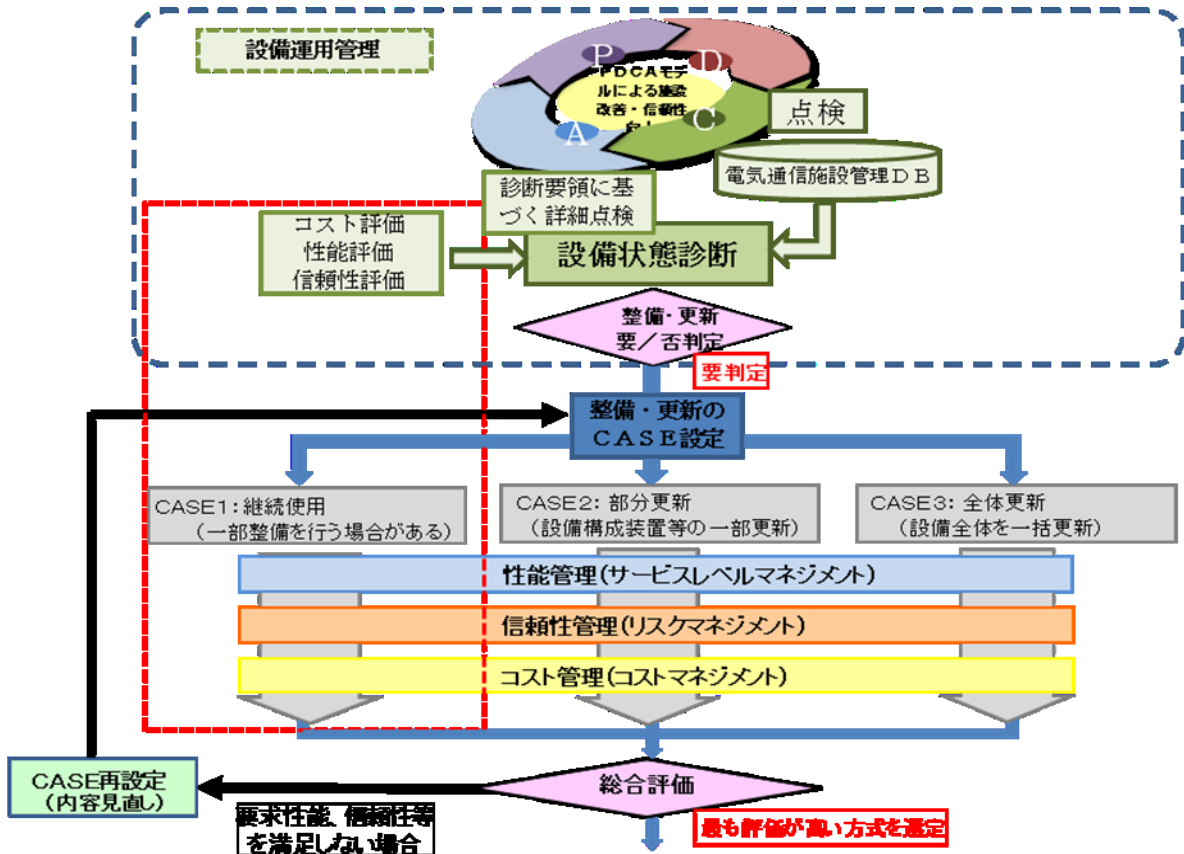 設備運用管理
P
D
PDCAモデ
ルによる施設
改善・信頼性
A
C
点検
電気通信施設管理DB
診断要領に基
づく詳細点検
コスト評価
性能評価
信頼性評価
設備状態診断
整備・更新
要／否判定
要判定
整備・更新の
CASE設定
CASE1：継続使用
（一部整備を行う場合がある）
CASE2：部分更新
（設備構成装置等の一部更新）
CASE3：全体更新
（設備全体を一括更新）
性能管理（サービスレベルマネジメント）
信頼性管理（リスクマネジメント）
コスト管理（コストマネジメント）
CASE再設定
（内容見直し）
総合評価
要求性能、信頼性等
を満足しない場合
最も評価が高い方式を選定